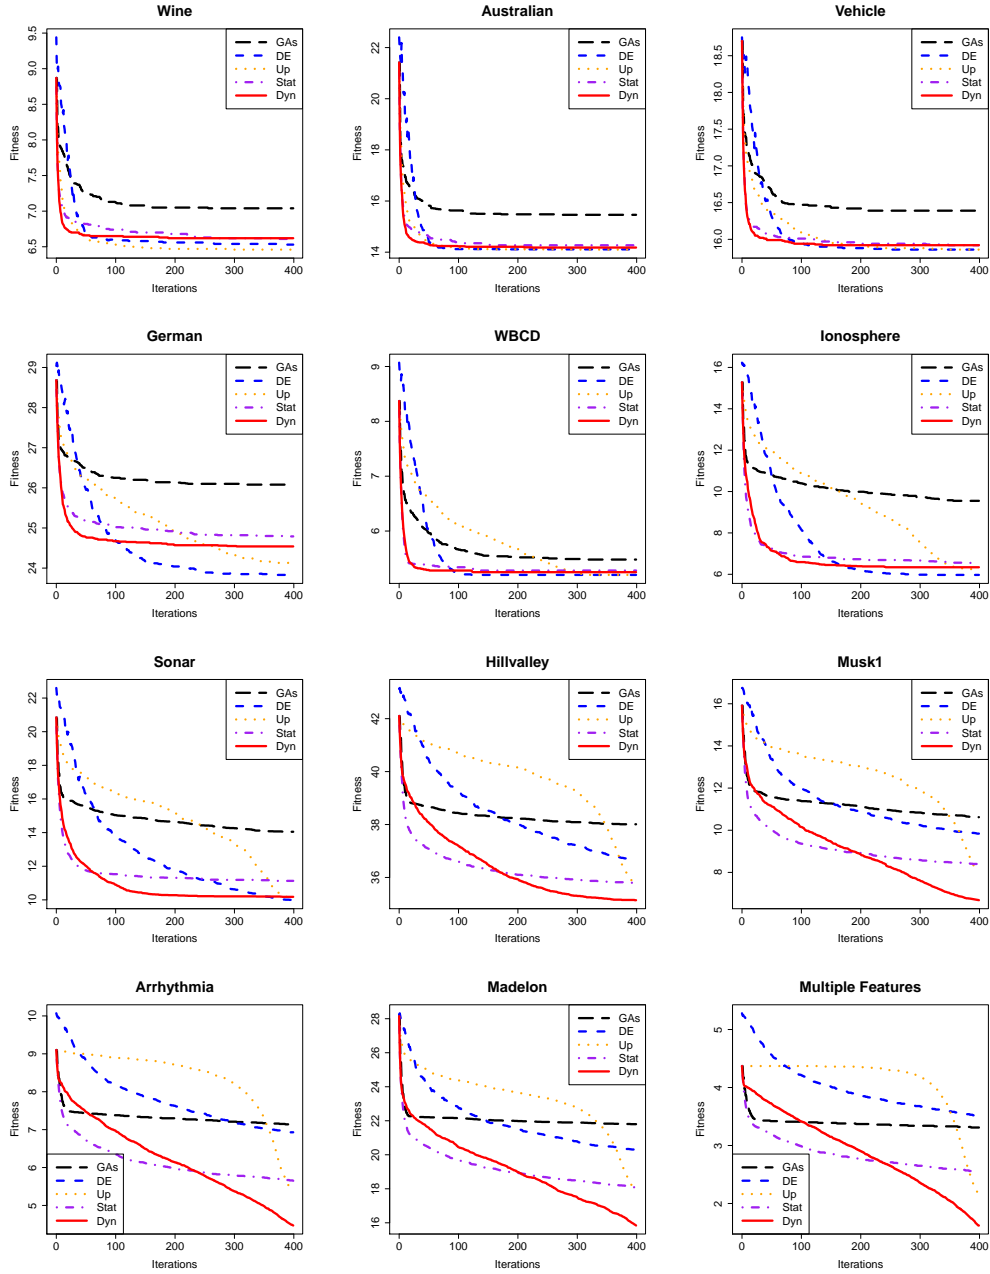 Wine
Fitness
6.5 7.0 7.5 8.0 8.5 9.0 9.5
0 100 200 300 400
Iterations
GAs
DE
Up
Stat
Dyn
Australian
Fitness
14 16 18 20 22
0 100 200 300 400
Iterations
GAs
DE
Up
Stat
Dyn
Vehicle
Fitness
16.0 16.5 17.0 17.5 18.0 18.5
0 100 200 300 400
Iterations
GAs
DE
Up
Stat
Dyn
German
Fitness
24 25 26 27 28 29
0 100 200 300 400
Iterations
GAs
DE
Up
Stat
Dyn
WBCD
Fitness
6 7 8 9
0 100 200 300 400
Iterations
GAs
DE
Up
Stat
Dyn
Ionosphere
Fitness
6 8 10 12 14 16
0 100 200 300 400
Iterations
GAs
DE
Up
Stat
Dyn
Sonar
Fitness
10 12 14 16 18 20 22
0 100 200 300 400
Iterations
GAs
DE
Up
Stat
Dyn
Hillvalley
Fitness
36 38 40 42
0 100 200 300 400
Iterations
GAs
DE
Up
Stat
Dyn
Musk1
Fitness
8 10 12 14 16
0 100 200 300 400
Iterations
GAs
DE
Up
Stat
Dyn
Arrhythmia
Fitness
5 6 7 8 9 10
0 100 200 300 400
Iterations
GAs
DE
Up
Stat
Dyn
Madelon
Fitness
16 18 20 22 24 26 28
0 100 200 300 400
Iterations
GAs
DE
Up
Stat
Dyn
Multiple Features
Fitness
2 3 4 5
0 100 200 300 400
Iterations
GAs
DE
Up
Stat
Dyn